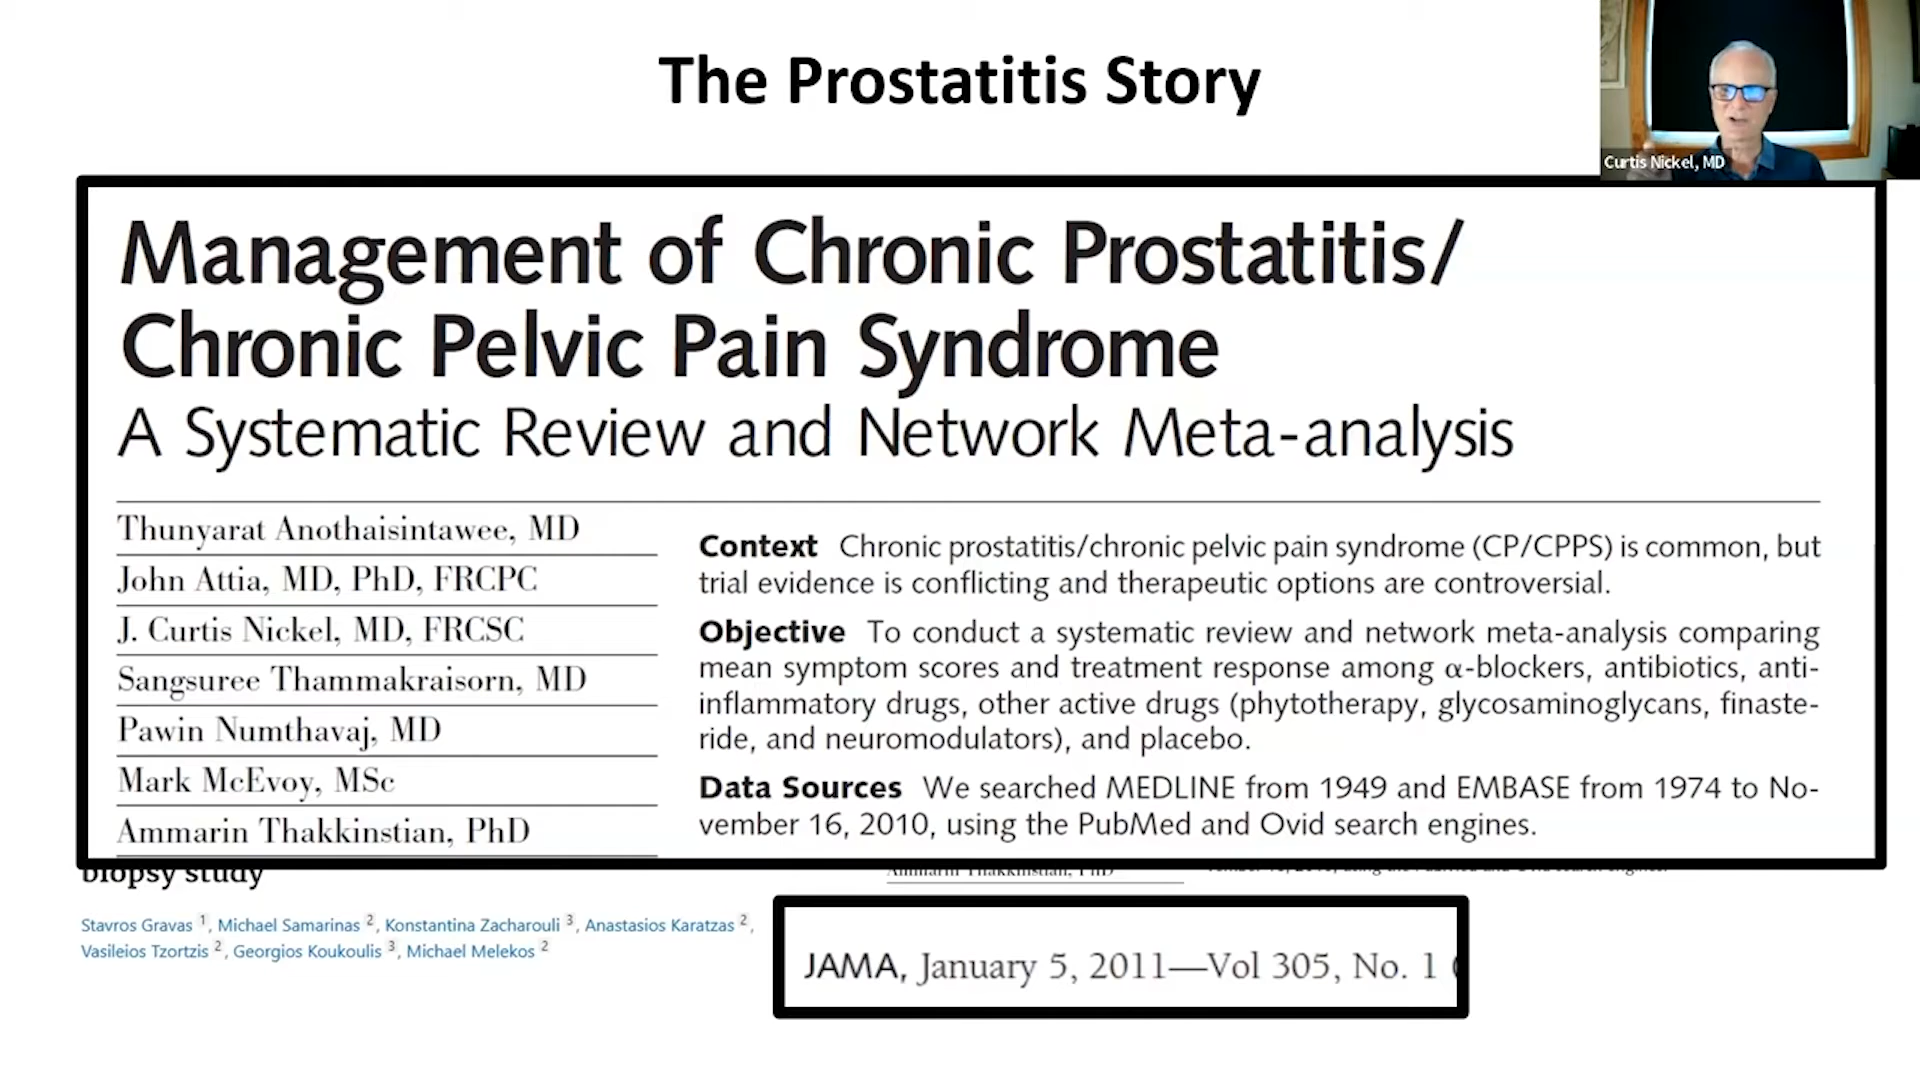 The Prostatitis Story
Curtis Nickel, MD
Management of Chronic Prostatitis/
Chronic Pelvic Pain Syndrome
A Systematic Review and Network Meta-analysis
Thunyarat Anothaisintawee, MD
John Attia, MD, PhD, FRCPC
J. Curtis Nickel, MD, FRCSC
Sangsuree Thammakraisorn, MD
Pawin Numthavaj, MD
Mark McEvoy, MSc
Ammarin Thakkinstian, PhD
Context Chronic prostatitis/chronic pelvic pain syndrome (CP/CPPS) is common, but
trial evidence is conflicting and therapeutic options are controversial.
Objective To conduct a systematic review and network meta-analysis comparing
mean symptom scores and treatment response among α-blockers, antibiotics, anti-
inflammatory drugs, other active drugs (phytotherapy, glycosaminoglycans, finaste-
ride, and neuromodulators), and placebo.
Data Sources We searched MEDLINE from 1949 and EMBASE from 1974 to No-
vember 16, 2010, using the PubMed and Ovid search engines.
biopsy study
Ammarin Thakkinstian, PhD
Stavros Gravas 1, Michael Samarinas 2, Konstantina Zacharouli 3, Anastasios Karatzas 2,
Vasileios Tzortzis 2, Georgios Koukoulis 3, Michael Melekos 2
JAMA, January 5, 2011—Vol 305, No. 1